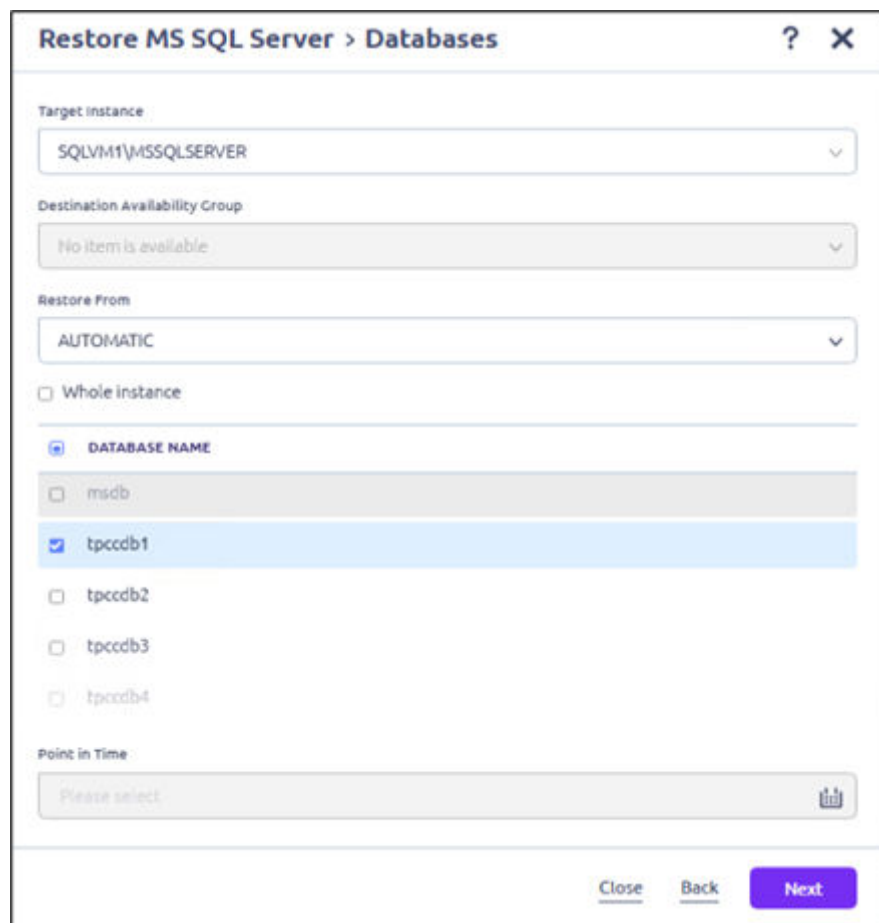 Restore MS SQL Server > Databases
?
Target Instance
SQLVM1\MSSQLSERVER
Destination Availability Group
No item is available
Restore From
AUTOMATIC
Whole instance
DATABASE NAME
msdb
tpccdb1
tpccdb2
tpccdb3
tpccdb4
Point in Time
Please select
Close Back Next